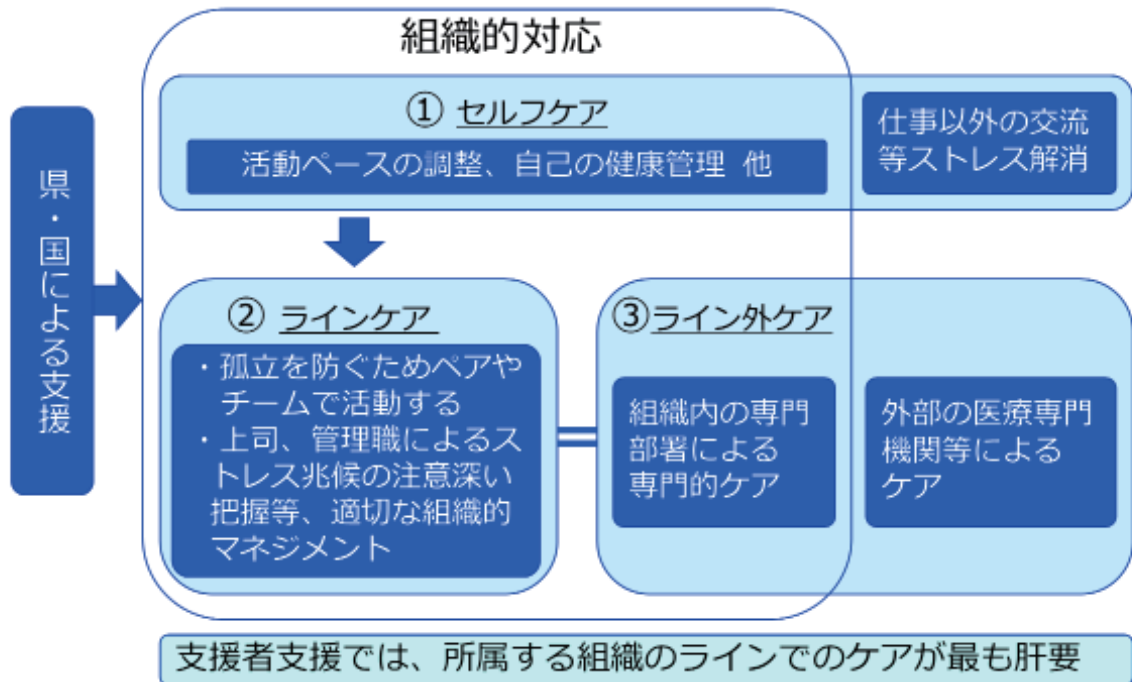 組織的対応
県・国による支援
① セルフケア
活動ペースの調整、自己の健康管理 他
仕事以外の交流
等ストレス解消
② ラインケア
・孤立を防ぐためペアや
チームで活動する
・上司、管理職によるス
トレス兆候の注意深い
把握等、適切な組織的
マネジメント
③ライン外ケア
組織内の専門
部署による
専門的ケア
外部の医療専門
機関等による
ケア
支援者支援では、所属する組織のラインでのケアが最も肝要